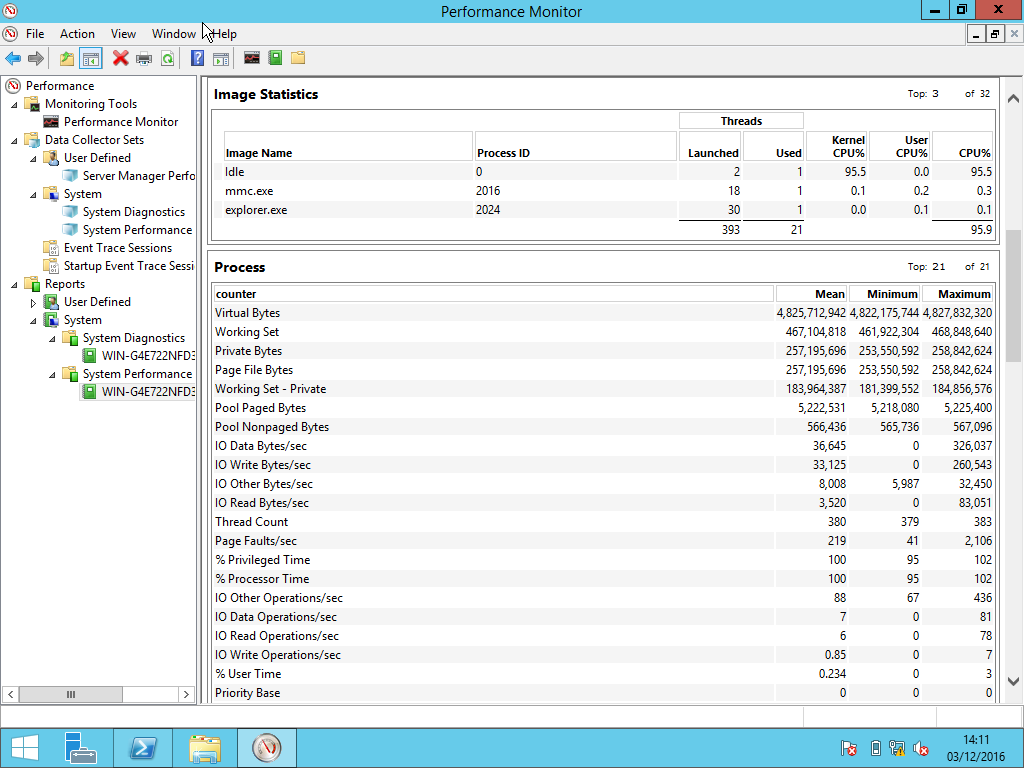 Performance Monitor
File Action View Window Help
Performance
Monitoring Tools
Performance Monitor
Data Collector Sets
User Defined
Server Manager Perfo
System
System Diagnostics
System Performance
Event Trace Sessions
Startup Event Trace Sessi
Reports
User Defined
System
System Diagnostics
WIN-G4E722NFD3
System Performance
WIN-G4E722NFD3
Image Statistics Top: 3 of 32
Threads
Image Name Process ID Launched Used Kernel CPU% User CPU% CPU%
Idle 0 2 1 95.5 0.0 95.5
mmc.exe 2016 18 1 0.1 0.2 0.3
explorer.exe 2024 30 1 0.0 0.1 0.1
393 21 95.9
Process Top: 21 of 21
counter Mean Minimum Maximum
Virtual Bytes 4,825,712,942 4,822,175,744 4,827,832,320
Working Set 467,104,818 461,922,304 468,848,640
Private Bytes 257,195,696 253,550,592 258,842,624
Page File Bytes 257,195,696 253,550,592 258,842,624
Working Set - Private 183,964,387 181,399,552 184,856,576
Pool Paged Bytes 5,222,531 5,218,080 5,225,400
Pool Nonpaged Bytes 566,436 565,736 567,096
IO Data Bytes/sec 36,645 0 326,037
IO Write Bytes/sec 33,125 0 260,543
IO Other Bytes/sec 8,008 5,987 32,450
IO Read Bytes/sec 3,520 0 83,051
Thread Count 380 379 383
Page Faults/sec 219 41 2,106
% Privileged Time 100 95 102
% Processor Time 100 95 102
IO Other Operations/sec 88 67 436
IO Data Operations/sec 7 0 81
IO Read Operations/sec 6 0 78
IO Write Operations/sec 0.85 0 7
% User Time 0.234 0 3
Priority Base 0 0 0
14:11
03/12/2016